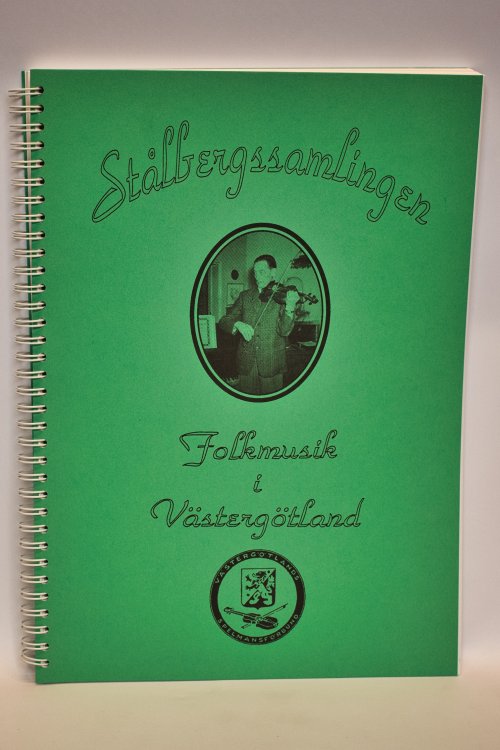 Stålbergssamlingen
Folkmusik
i
Västergötland
VÄSTERGÖTLANDS
SPELMANSFÖRBUND